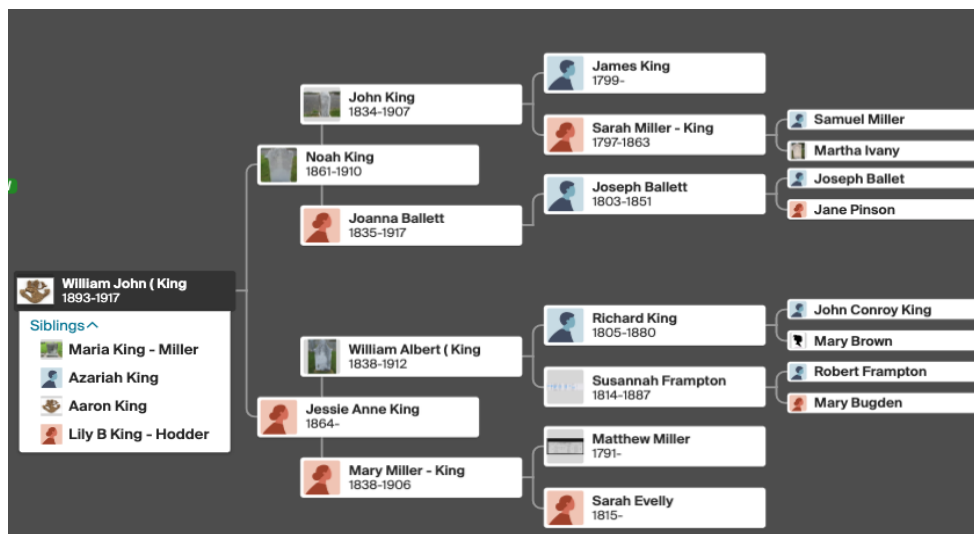 James King
1799-
John King
1834-1907
Sarah Miller - King
1797-1863
Samuel Miller
Martha Ivany
Noah King
1861-1910
Joseph Ballett
1803-1851
Joseph Ballet
Jane Pinson
Joanna Ballett
1835-1917
William John ( King
1893-1917
Siblings
Maria King - Miller
Azariah King
Aaron King
Lily B King - Hodder
Richard King
1805-1880
John Conroy King
Mary Brown
William Albert ( King
1838-1912
Susannah Frampton
1814-1887
Robert Frampton
Mary Bugden
Jessie Anne King
1864-
Matthew Miller
1791-
Mary Miller - King
1838-1906
Sarah Evelly
1815-